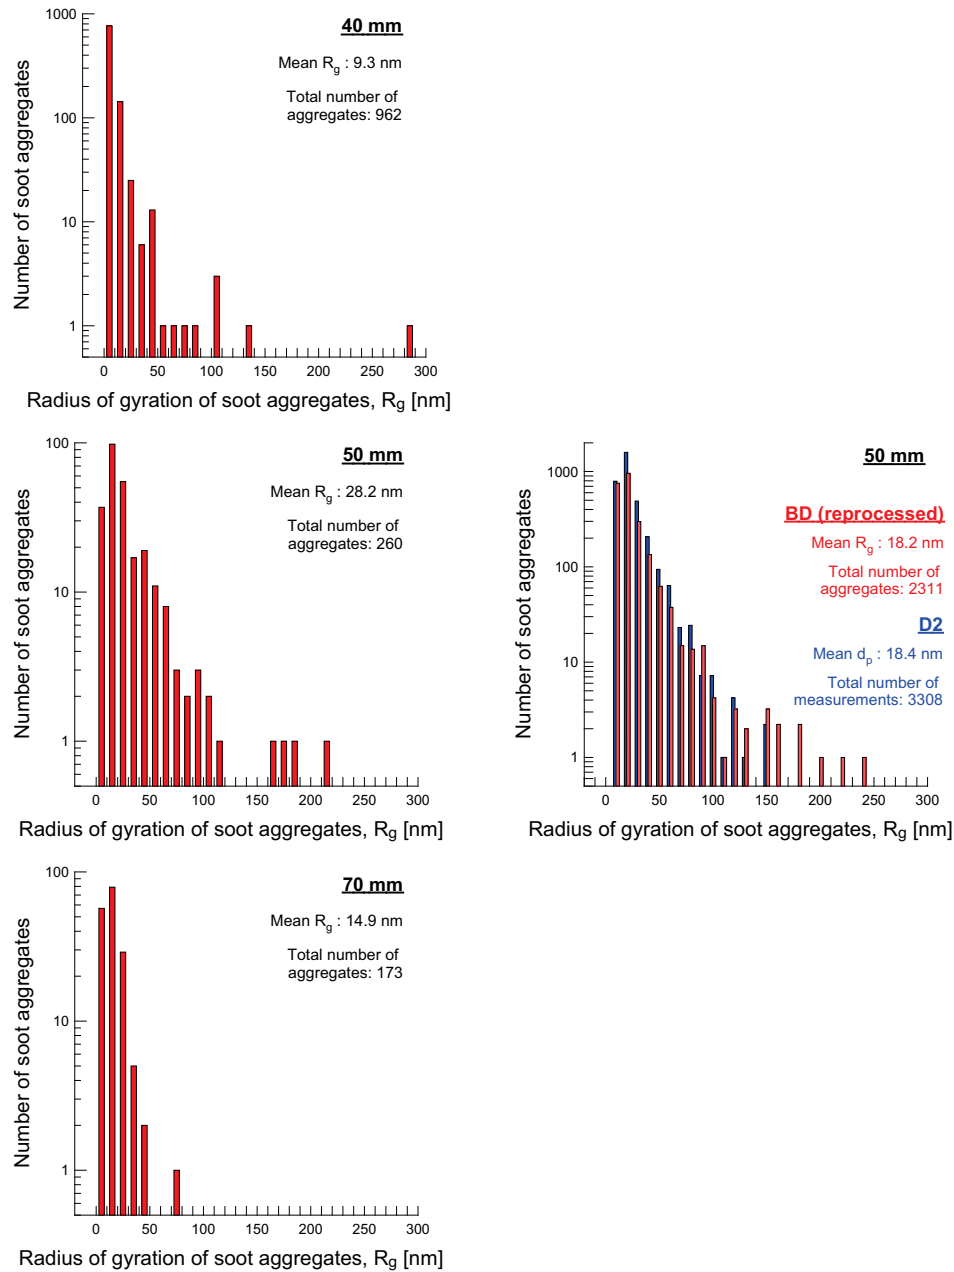 40 mm
Mean Rg : 9.3 nm
Total number of
aggregates: 962
Number of soot aggregates
1000
100
10
1
0 50 100 150 200 250 300
Radius of gyration of soot aggregates, Rg [nm]
50 mm
Mean Rg : 28.2 nm
Total number of
aggregates: 260
Number of soot aggregates
100
10
1
0 50 100 150 200 250 300
Radius of gyration of soot aggregates, Rg [nm]
50 mm
BD (reprocessed)
Mean Rg : 18.2 nm
Total number of
aggregates: 2311
D2
Mean dp : 18.4 nm
Total number of
measurements: 3308
Number of soot aggregates
1000
100
10
1
0 50 100 150 200 250 300
Radius of gyration of soot aggregates, Rg [nm]
70 mm
Mean Rg : 14.9 nm
Total number of
aggregates: 173
Number of soot aggregates
100
10
1
0 50 100 150 200 250 300
Radius of gyration of soot aggregates, Rg [nm]